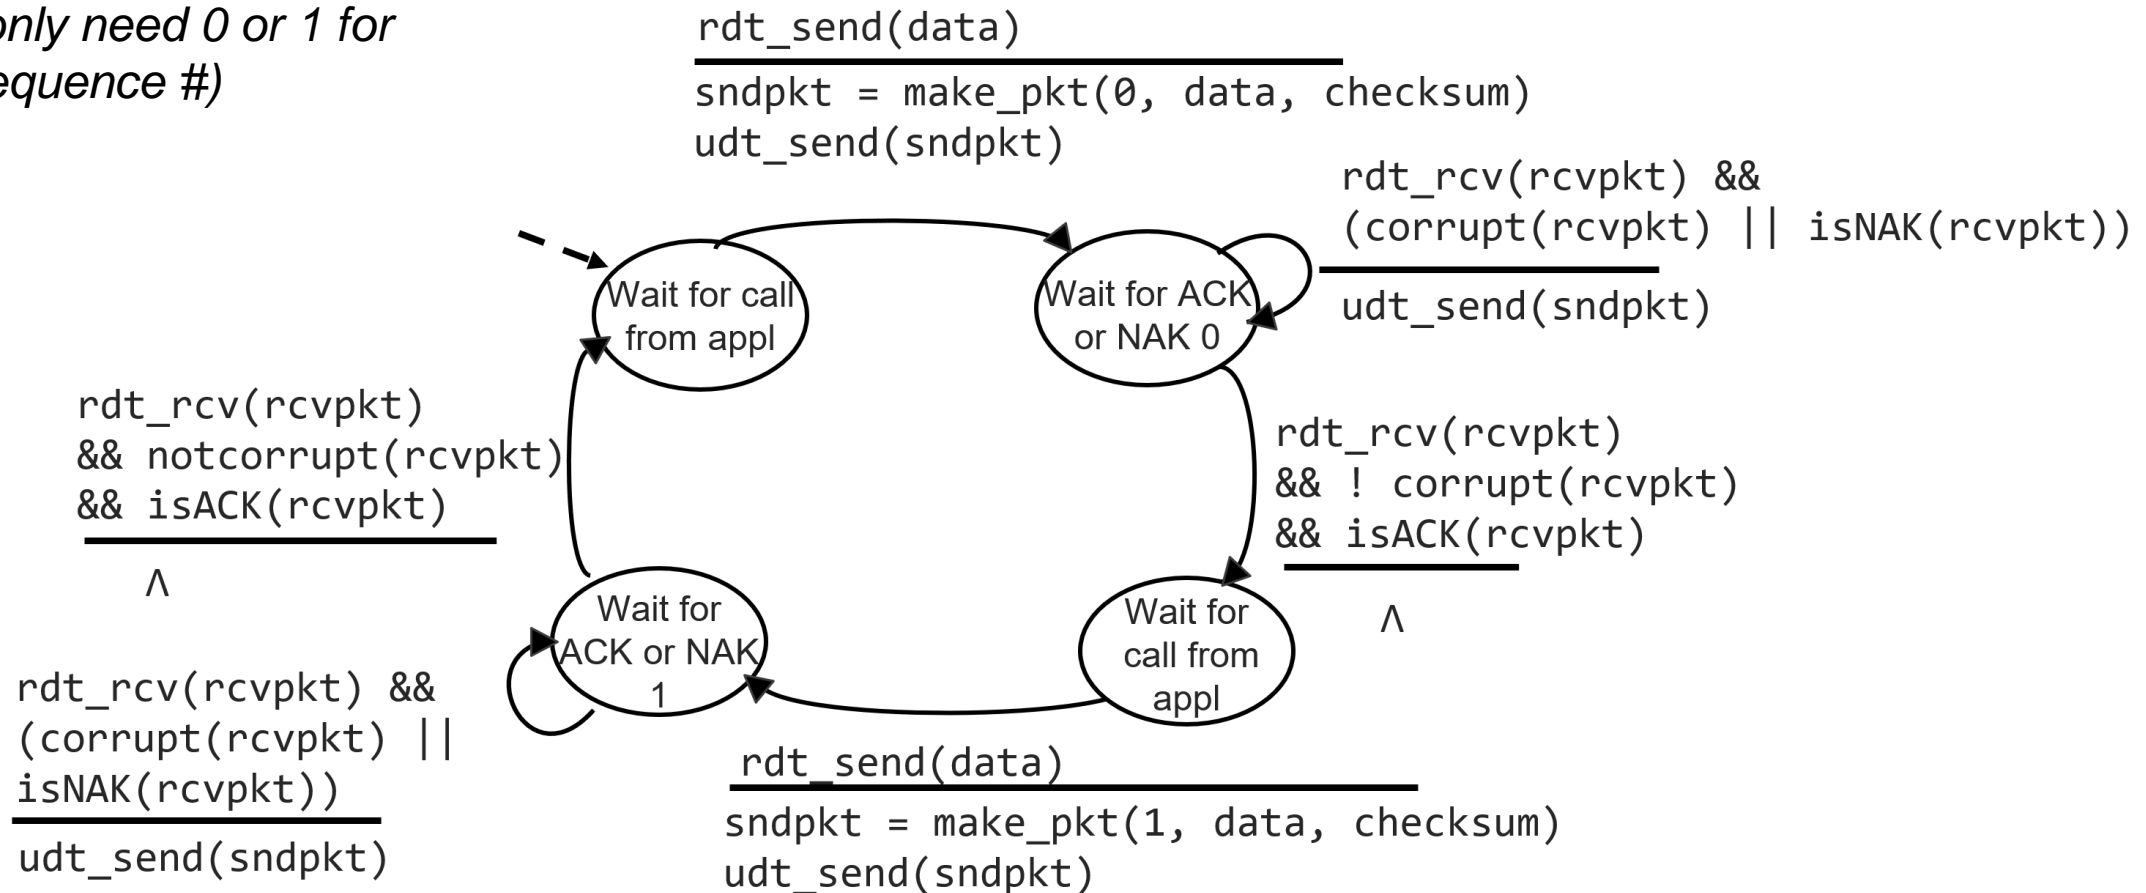 only need 0 or 1 for
equence #)
rdt_send(data)
sndpkt = make_pkt(0, data, checksum)
udt_send(sndpkt)
rdt_rcv(rcvpkt) &&
(corrupt(rcvpkt) || isNAK(rcvpkt))
udt_send(sndpkt)
Wait for call
from appl
Wait for ACK
or NAK 0
rdt_rcv(rcvpkt)
&& notcorrupt(rcvpkt)
&& isACK(rcvpkt)
Λ
rdt_rcv(rcvpkt)
&& ! corrupt(rcvpkt)
&& isACK(rcvpkt)
Λ
Wait for
ACK or NAK
1
Wait for
call from
appl
rdt_rcv(rcvpkt) &&
(corrupt(rcvpkt) ||
isNAK(rcvpkt))
udt_send(sndpkt)
rdt_send(data)
sndpkt = make_pkt(1, data, checksum)
udt_send(sndpkt)